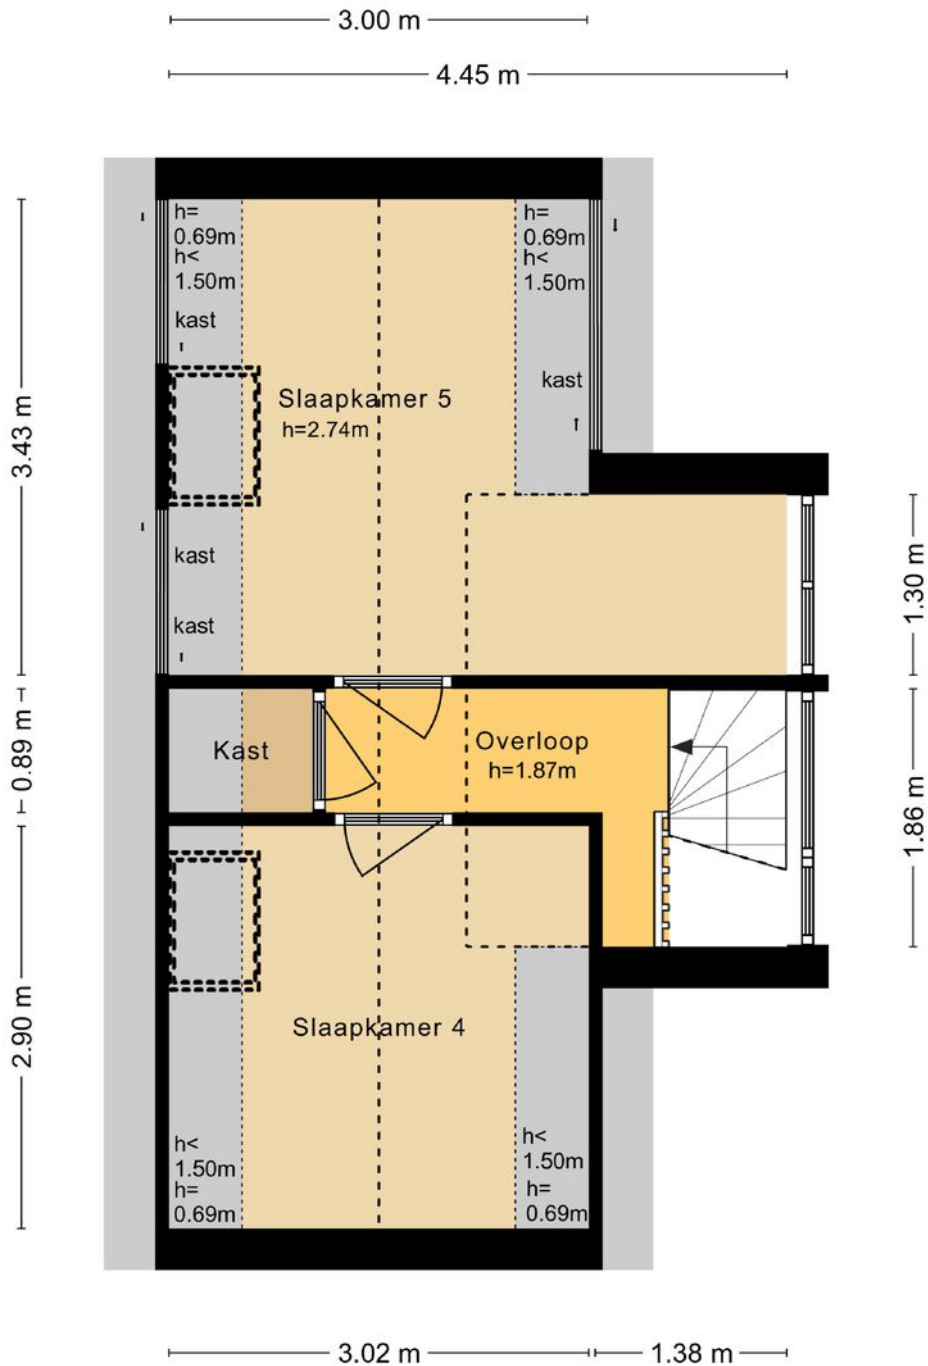 3.00 m
4.45 m
h=
0.69m
h<
1.50m
kast
h=
0.69m
h<
1.50m
kast
Slaapkamer 5
h=2.74m
3.43 m
kast
kast
1.30 m
Kast
Overloop
h=1.87m
0.89 m
1.86 m
Slaapkamer 4
2.90 m
h<
1.50m
h=
0.69m
h<
1.50m
h=
0.69m
3.02 m
1.38 m